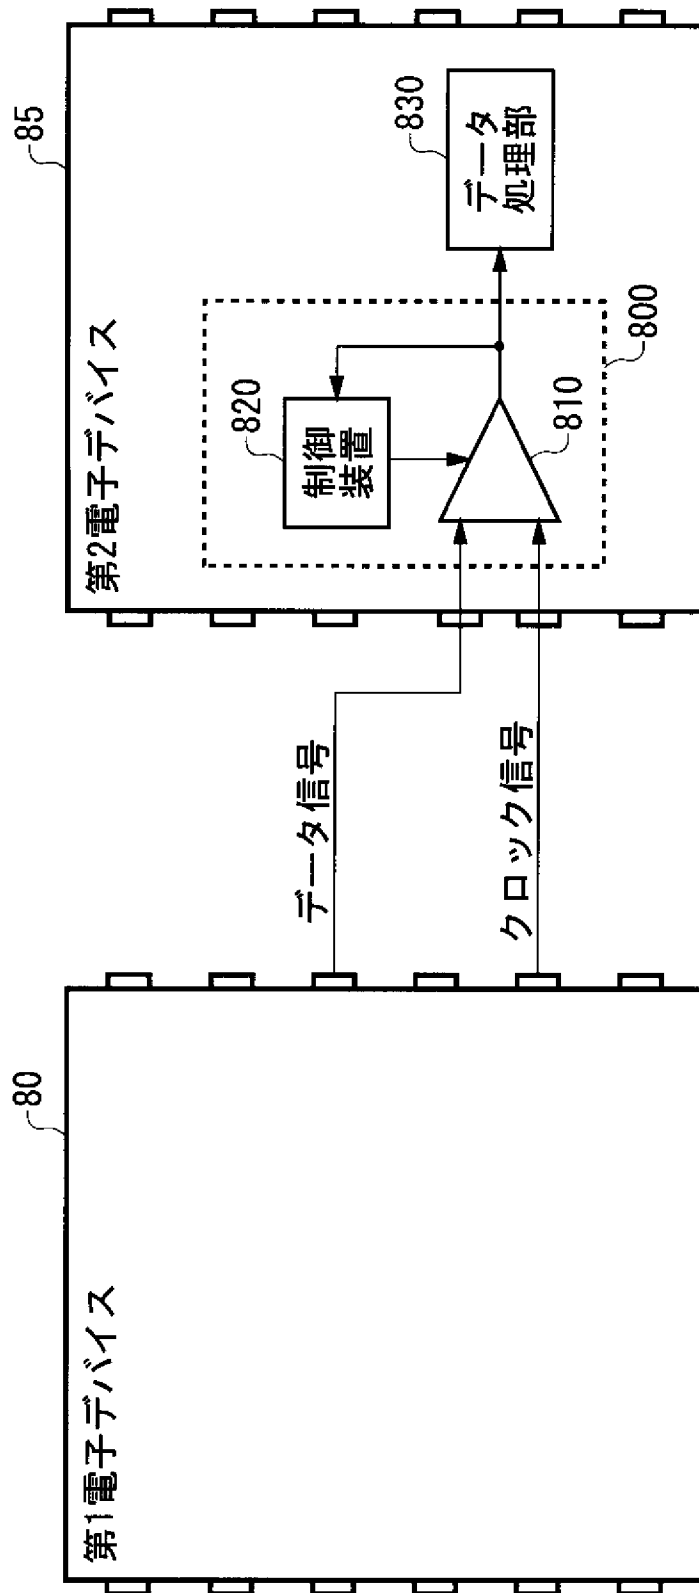 第1電子デバイス
80
データ信号
クロック信号
第2電子デバイス
85
制御
装置
820
810
800
データ
処理部
830